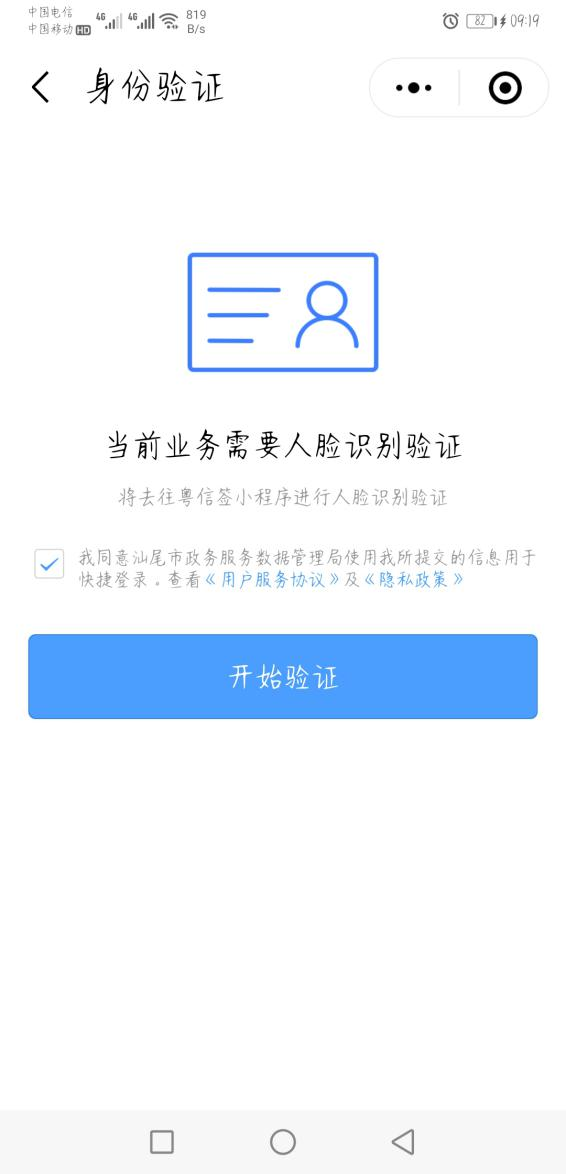 中国电信
中国移动 HD
4G 4G 819 B/s
82 09:19
身份验证
当前业务需要人脸识别验证
将去往粤信签小程序进行人脸识别验证
我同意汕尾市政务服务数据管理局使用我所提交的信息用于
快捷登录。查看《用户服务协议》及《隐私政策》
开始验证